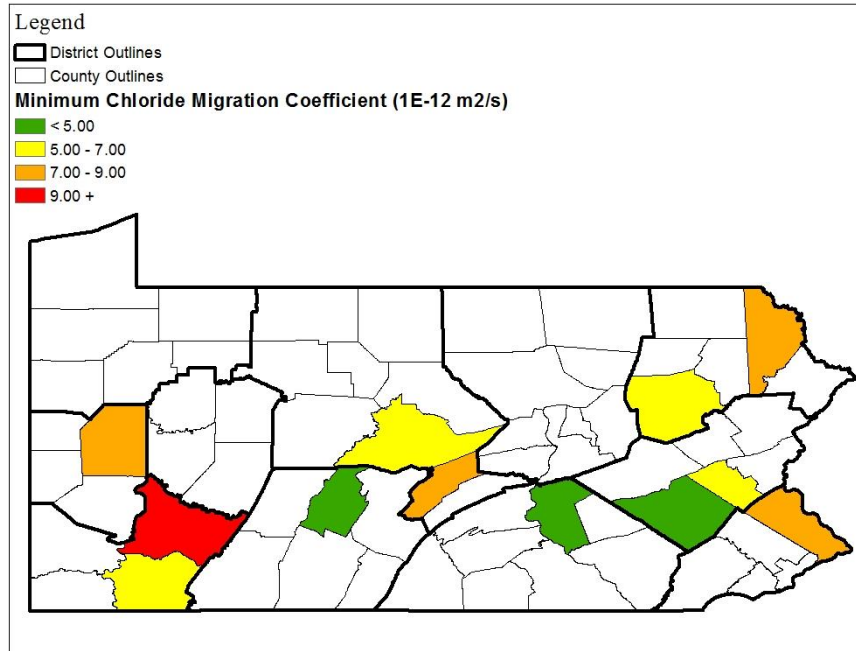 Legend
District Outlines
County Outlines
Minimum Chloride Migration Coefficient (1E-12 m2/s)
< 5.00
5.00 - 7.00
7.00 - 9.00
9.00 +